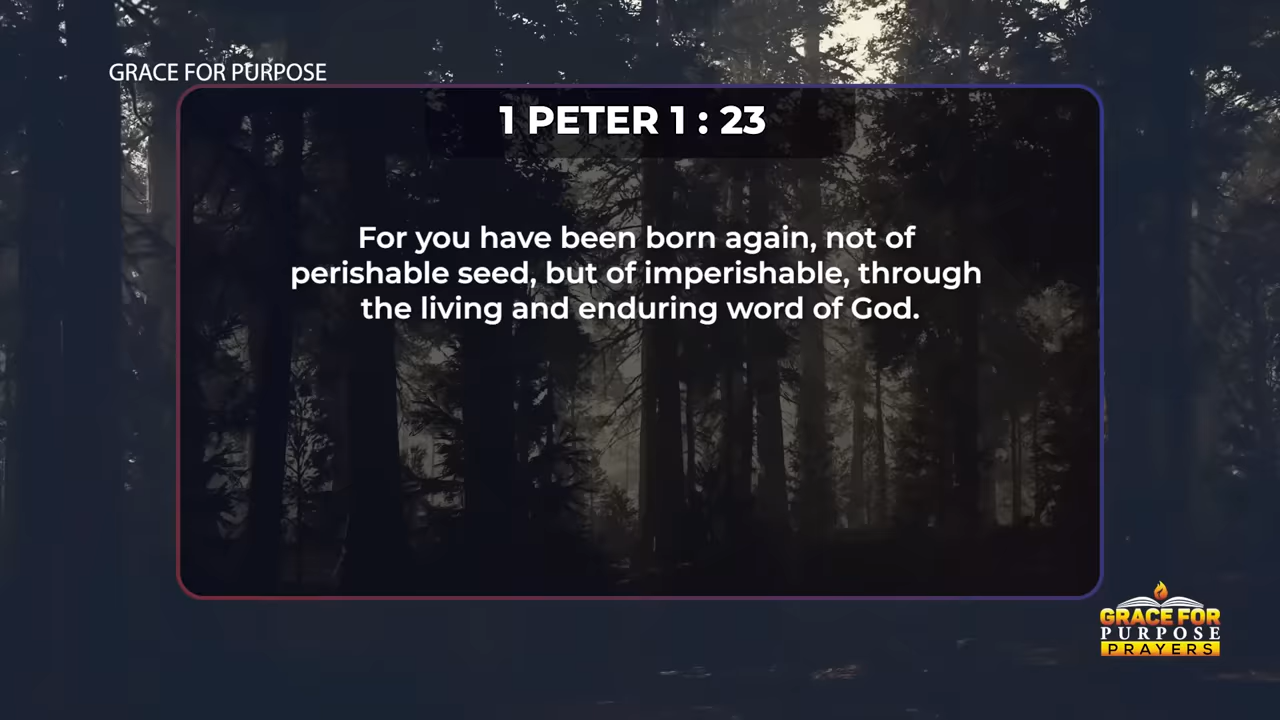 GRACE FOR PURPOSE
1 PETER 1 : 23
For you have been born again, not of
perishable seed, but of imperishable, through
the living and enduring word of God.
GRACE FOR
PURPOSE
PRAYERS